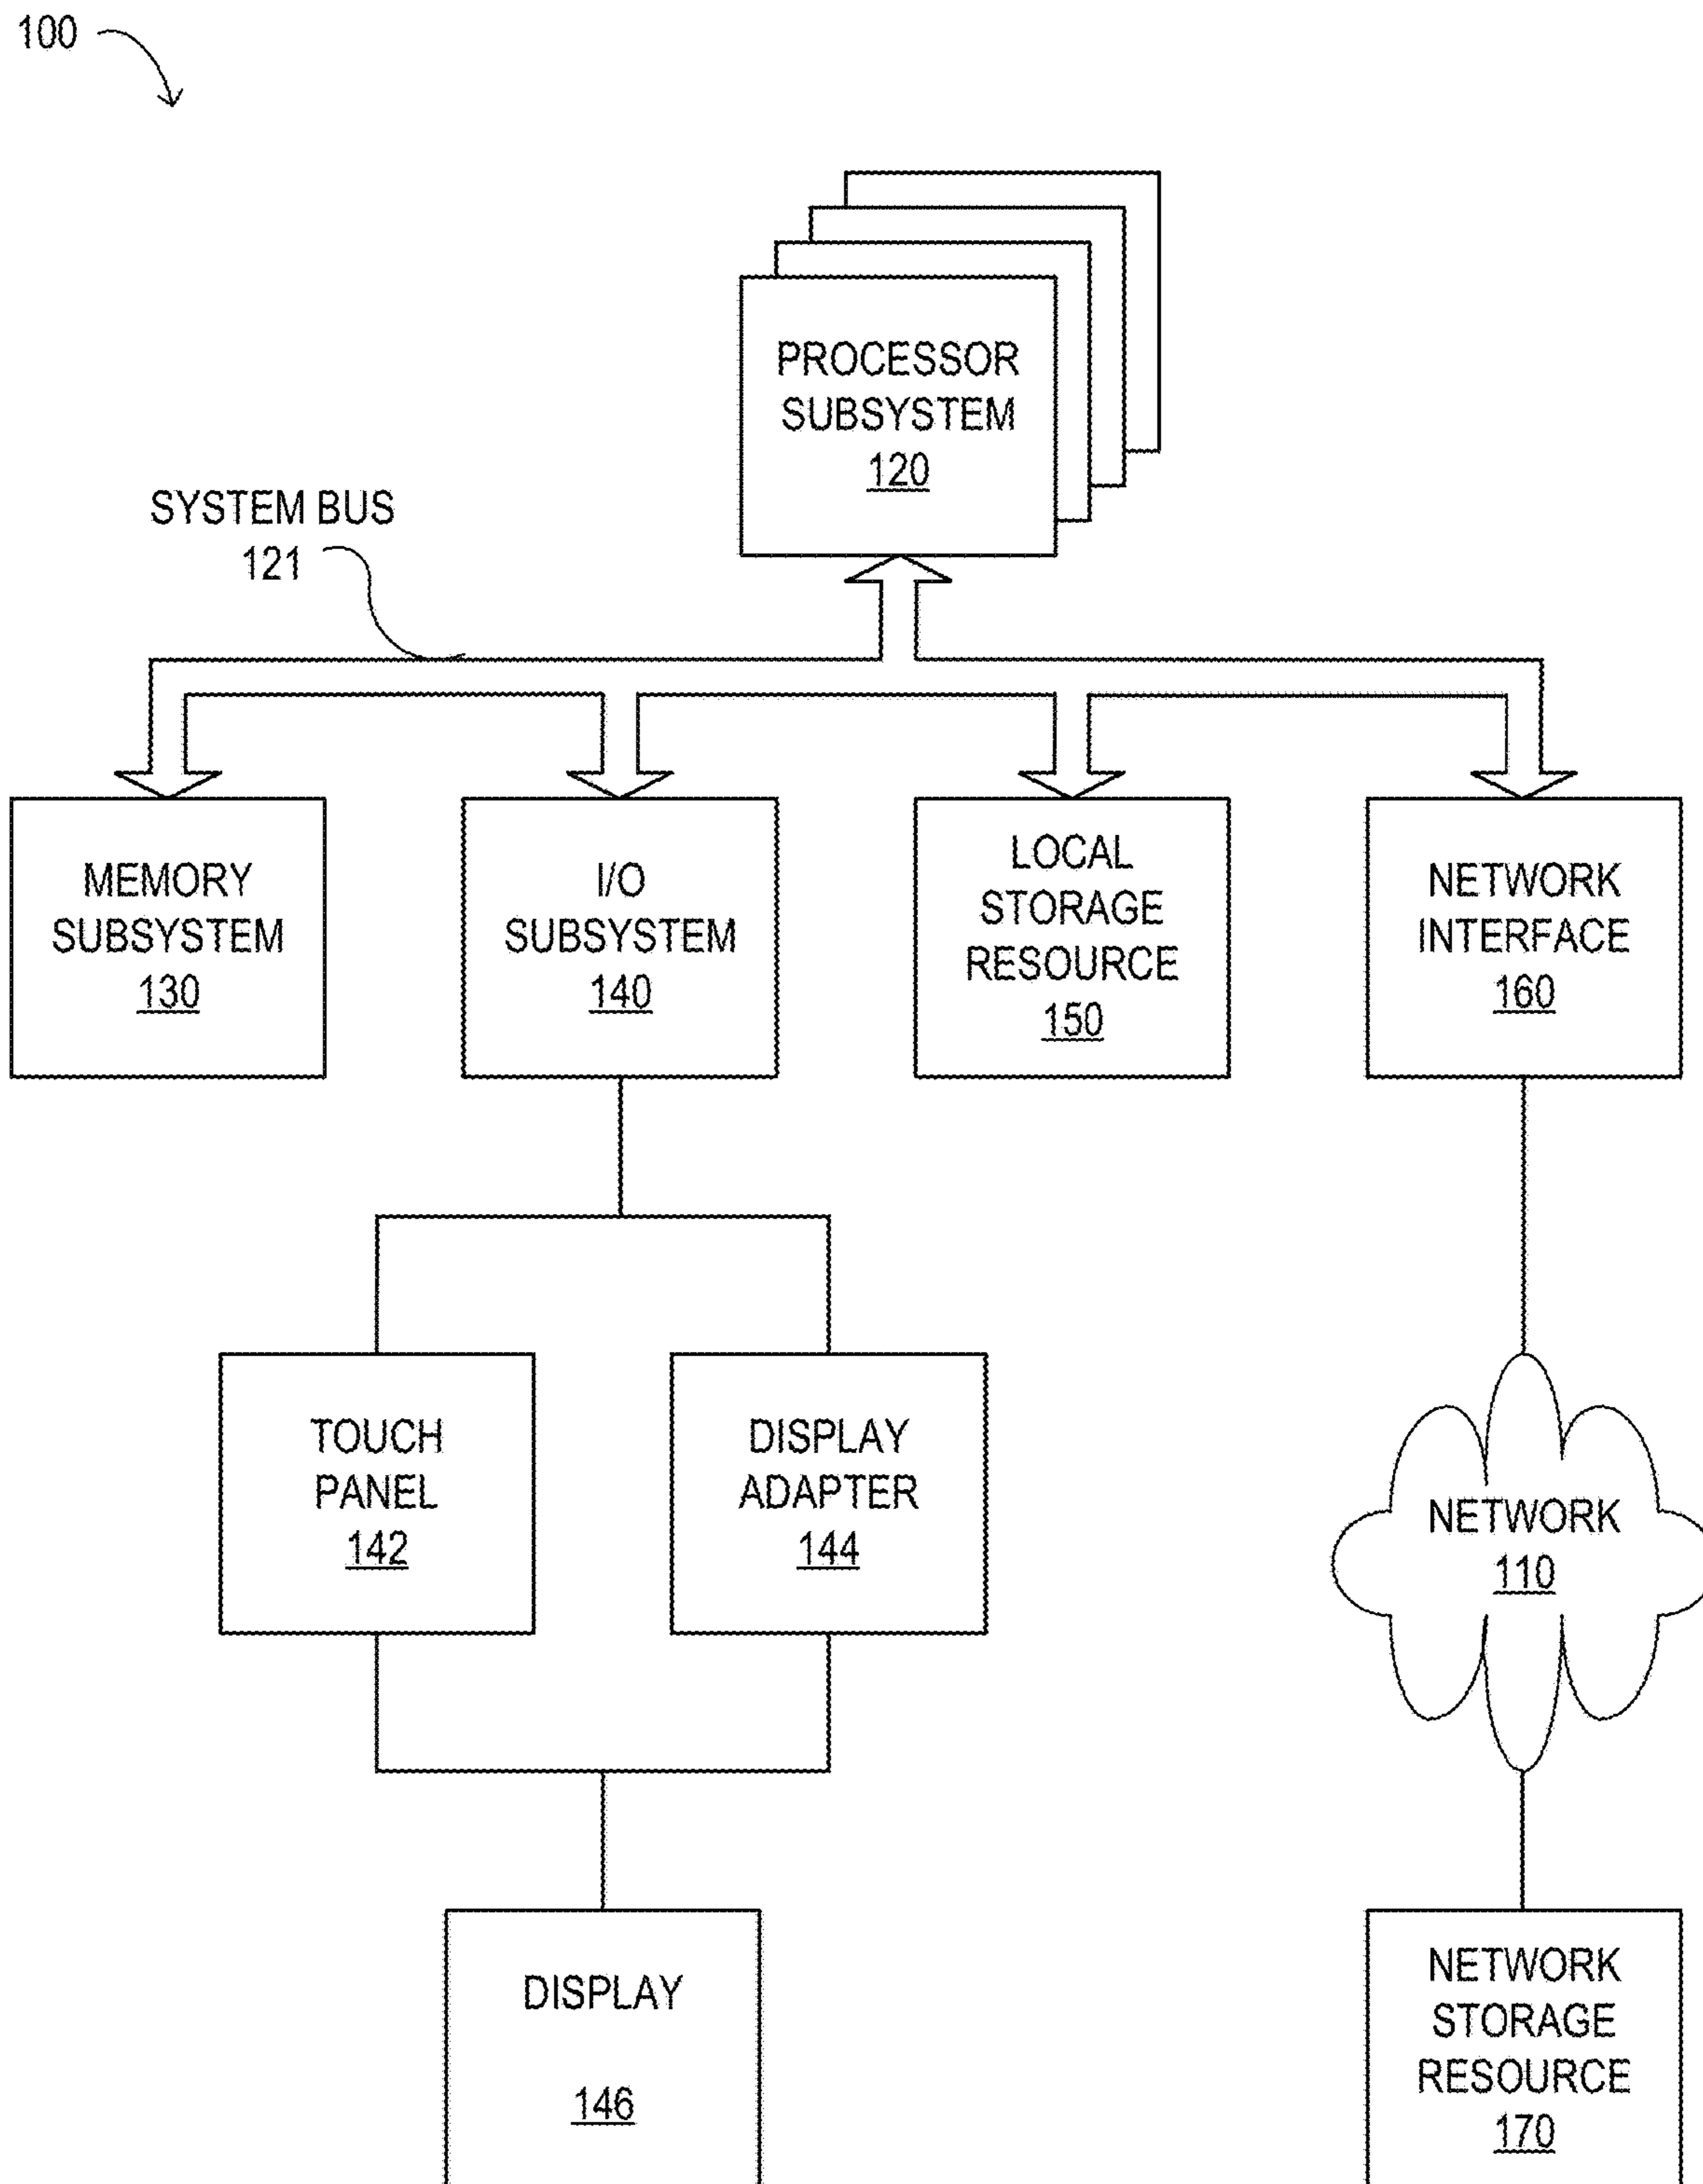 100
PROCESSOR
SUBSYSTEM
120
SYSTEM BUS
121
MEMORY
SUBSYSTEM
130
I/O
SUBSYSTEM
140
LOCAL
STORAGE
RESOURCE
150
NETWORK
INTERFACE
160
TOUCH
PANEL
142
DISPLAY
ADAPTER
144
NETWORK
110
DISPLAY
146
NETWORK
STORAGE
RESOURCE
170